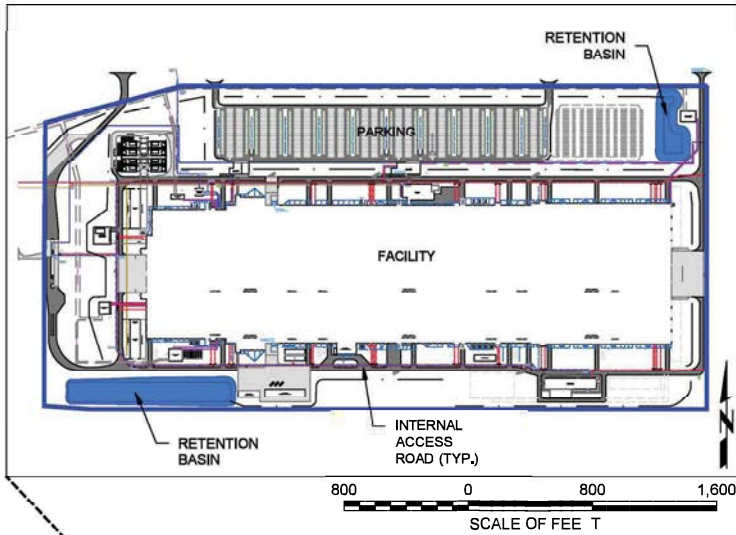 RETENTION
BASIN
PARKING
FACILITY
RETENTION
BASIN
INTERNAL
ACCESS
ROAD (TYP.)
N
800 0 800 1,600
SCALE OF FEE T